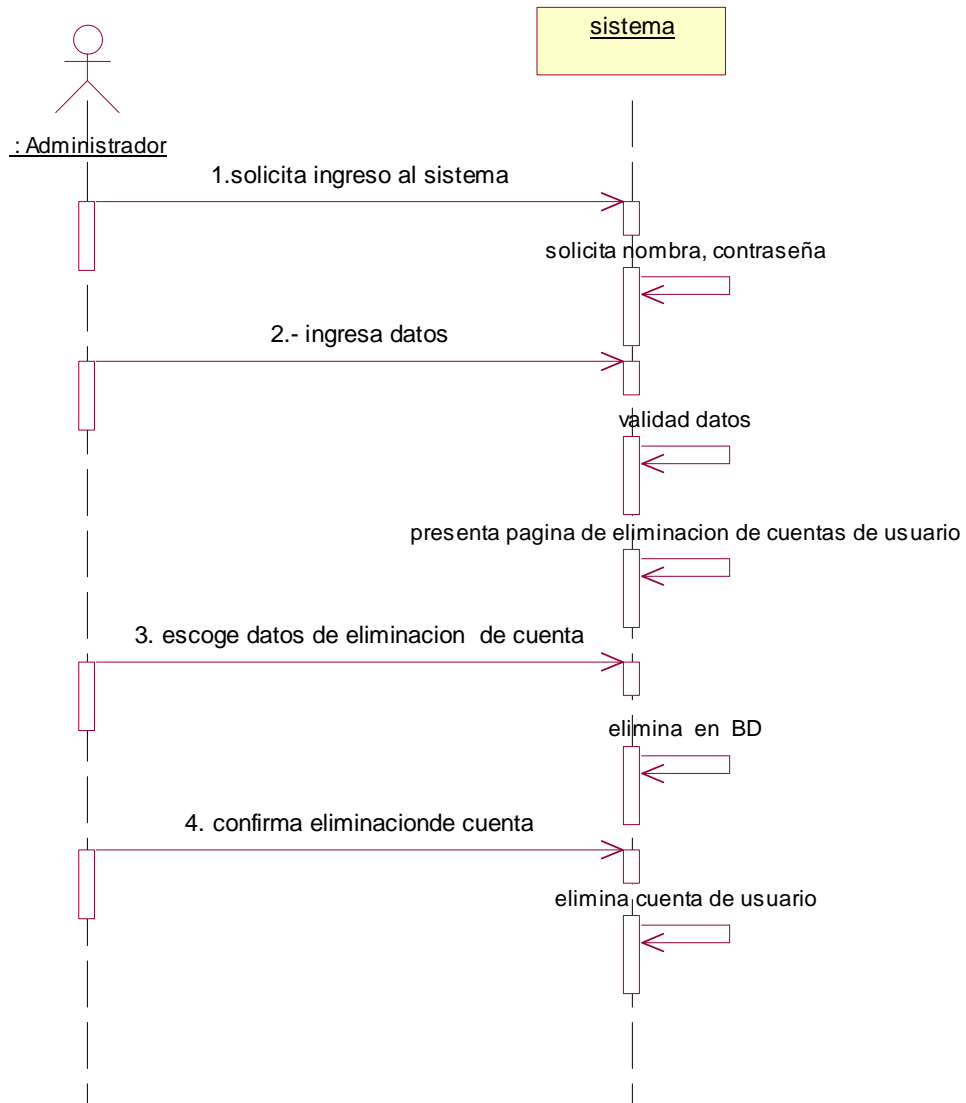 sistema
: Administrador
1.solicita ingreso al sistema
solicita nombra, contraseña
2.- ingresa datos
validad datos
presenta pagina de eliminacion de cuentas de usuario
3. escoge datos de eliminacion de cuenta
elimina en BD
4. confirma eliminacionde cuenta
elimina cuenta de usuario